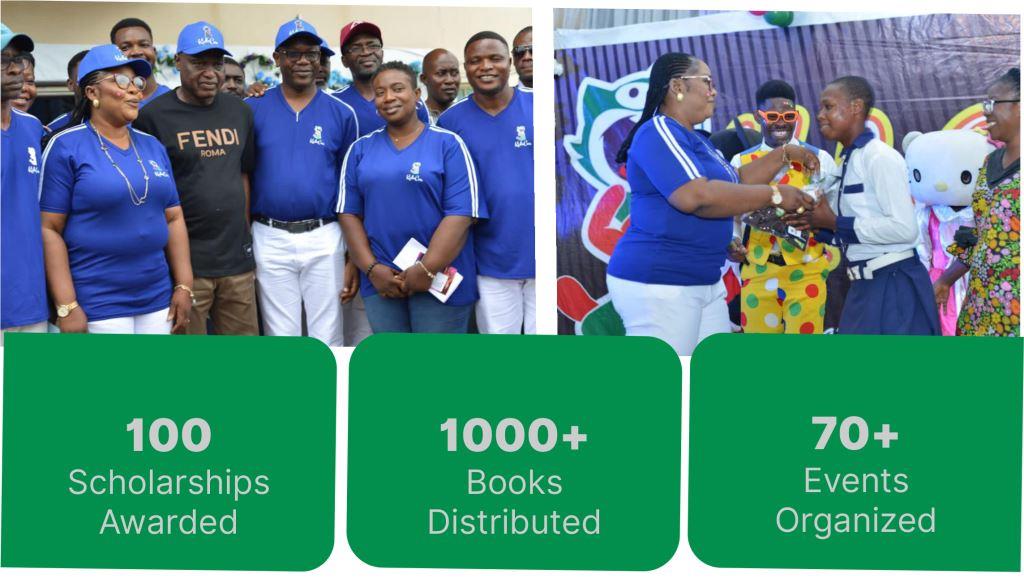 FENDI
ROMA
100
Scholarships
Awarded
1000+
Books
Distributed
70+
Events
Organized